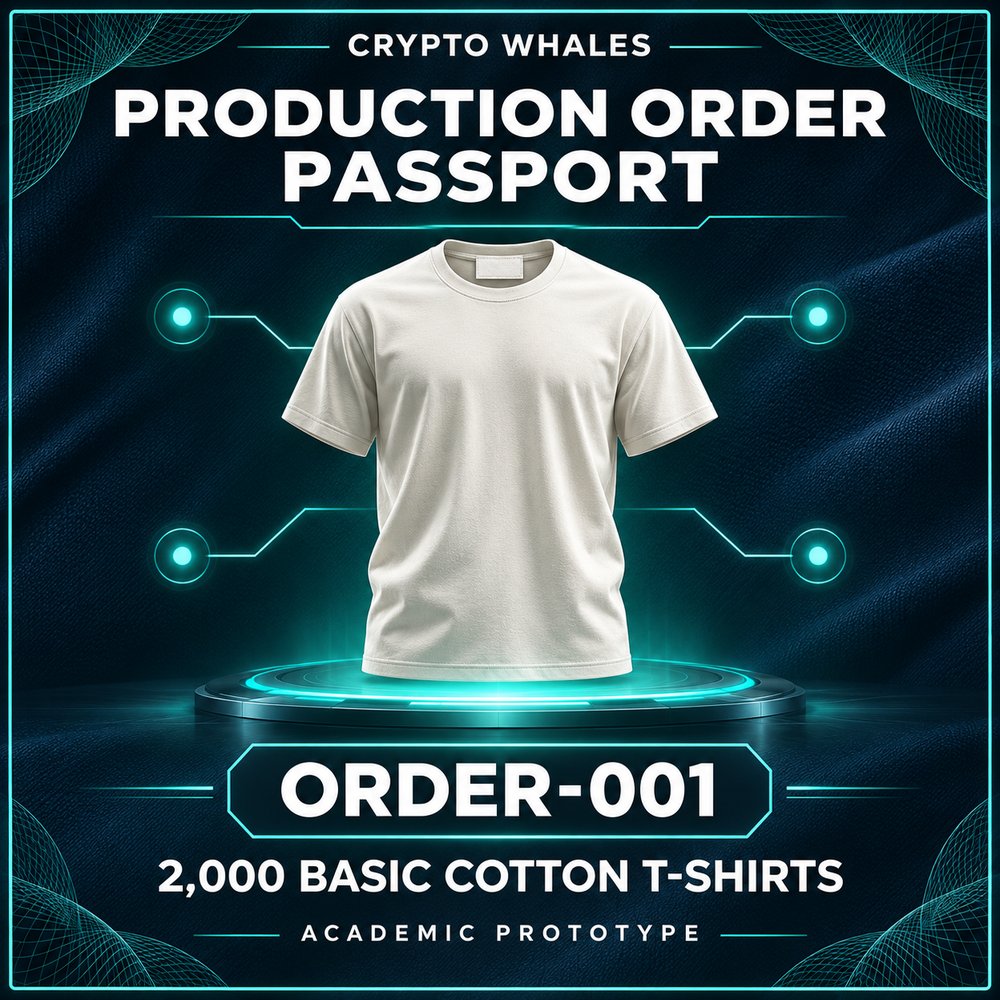 CRYPTO WHALES
PRODUCTION ORDER
PASSPORT
ORDER-001
2,000 BASIC COTTON T-SHIRTS
ACADEMIC PROTOTYPE